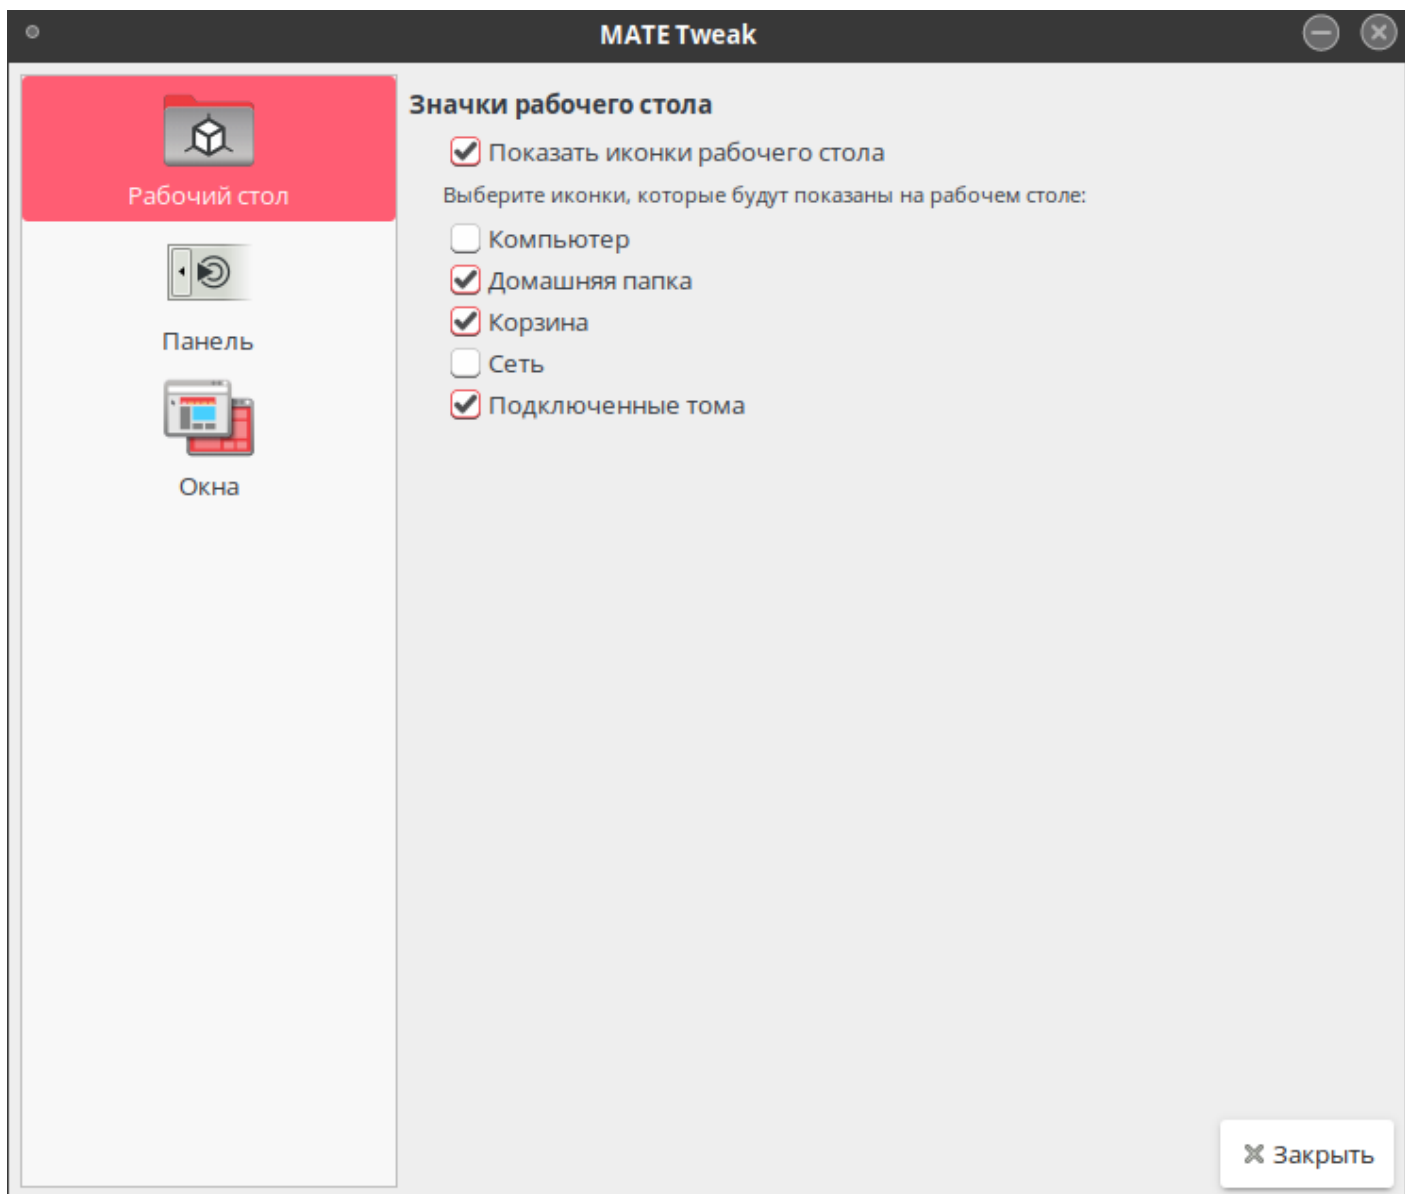 MATE Tweak
Рабочий стол
Панель
Окна
Значки рабочего стола
Показать иконки рабочего стола
Выберите иконки, которые будут показаны на рабочем столе:
Компьютер
Домашняя папка
Корзина
Сеть
Подключенные тома
Закрыть